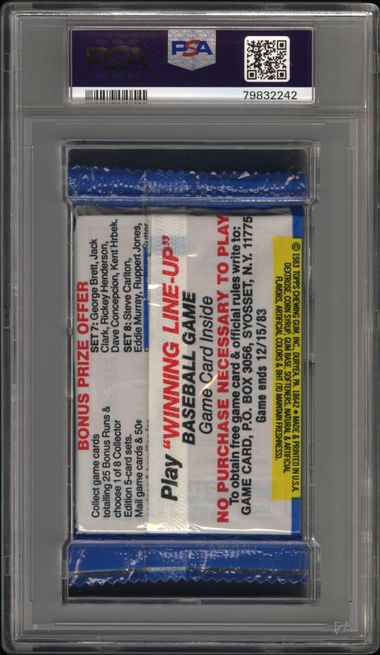 PSA
PSA
79832242
BONUS PRIZE OFFER
Collect game cards
totalling 25 Bonus Runs &
choose 1 of 8 Collector
Edition 5-card sets.
Mail game cards & 50¢
SET 7: George Brett, Jack
Clark, Rickey Henderson,
Dave Concepcion, Kent Hrbek.
SET 8: Steve Carlton,
Eddie Murray, Ruppert Jones,
Play "WINNING LINE-UP"
BASEBALL GAME
Game Card Inside
NO PURCHASE NECESSARY TO PLAY
To obtain free game card & official rules write to:
GAME CARD, P.O. BOX 3056, SYOSSET, N.Y. 11775
Game ends 12/15/83
© 1983 TOPPS CHEWING GUM, INC. DURYEA, PA. 18642 • MADE & PRINTED IN U.S.A.
DEXTROSE, CORN SYRUP, GUM BASE, SOFTENERS, NATURAL & ARTIFICIAL
FLAVORS, ARTIFICIAL COLORS & BHT (TO MAINTAIN FRESHNESS).